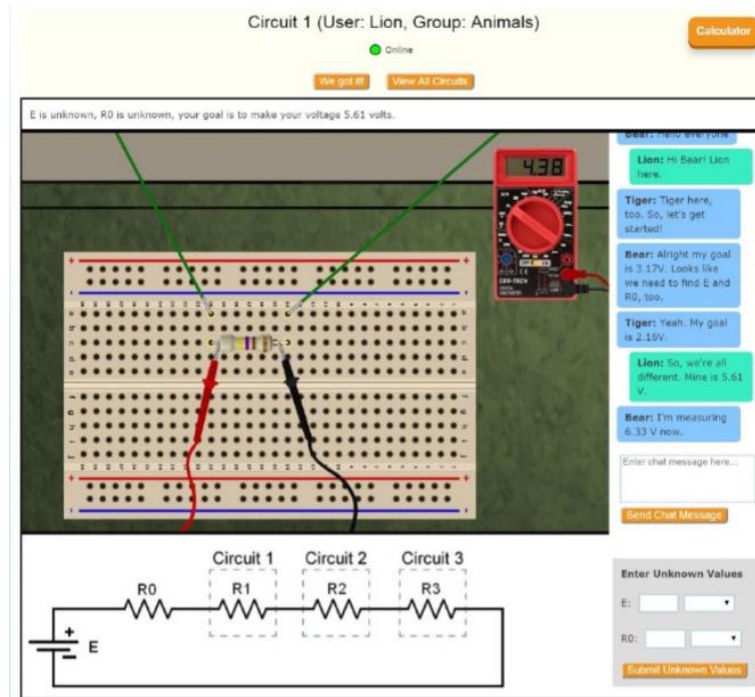 Circuit 1 (User: Lion, Group: Animals)
Calculator
Online
We got it!
View All Circuits
E is unknown, R0 is unknown, your goal is to make your voltage 5.61 volts.
Bear: Hello everyone
Lion: Hi Bear! Lion
here.
Tiger: Tiger here,
too. So, let's get
started!
Bear: Alright my goal
is 3.17V. Looks like
we need to find E and
R0, too.
Tiger: Yeah. My goal
is 2.16V.
Lion: So, we're all
different. Mine is 5.61
V.
Bear: I'm measuring
6.33 V now.
Enter chat message here...
Send Chat Message
4.38
CEN-TECH
a b c d e
f g h i j
Circuit 1
Circuit 2
Circuit 3
R0
R1
R2
R3
+
E
Enter Unknown Values
E:
R0:
Submit Unknown Values